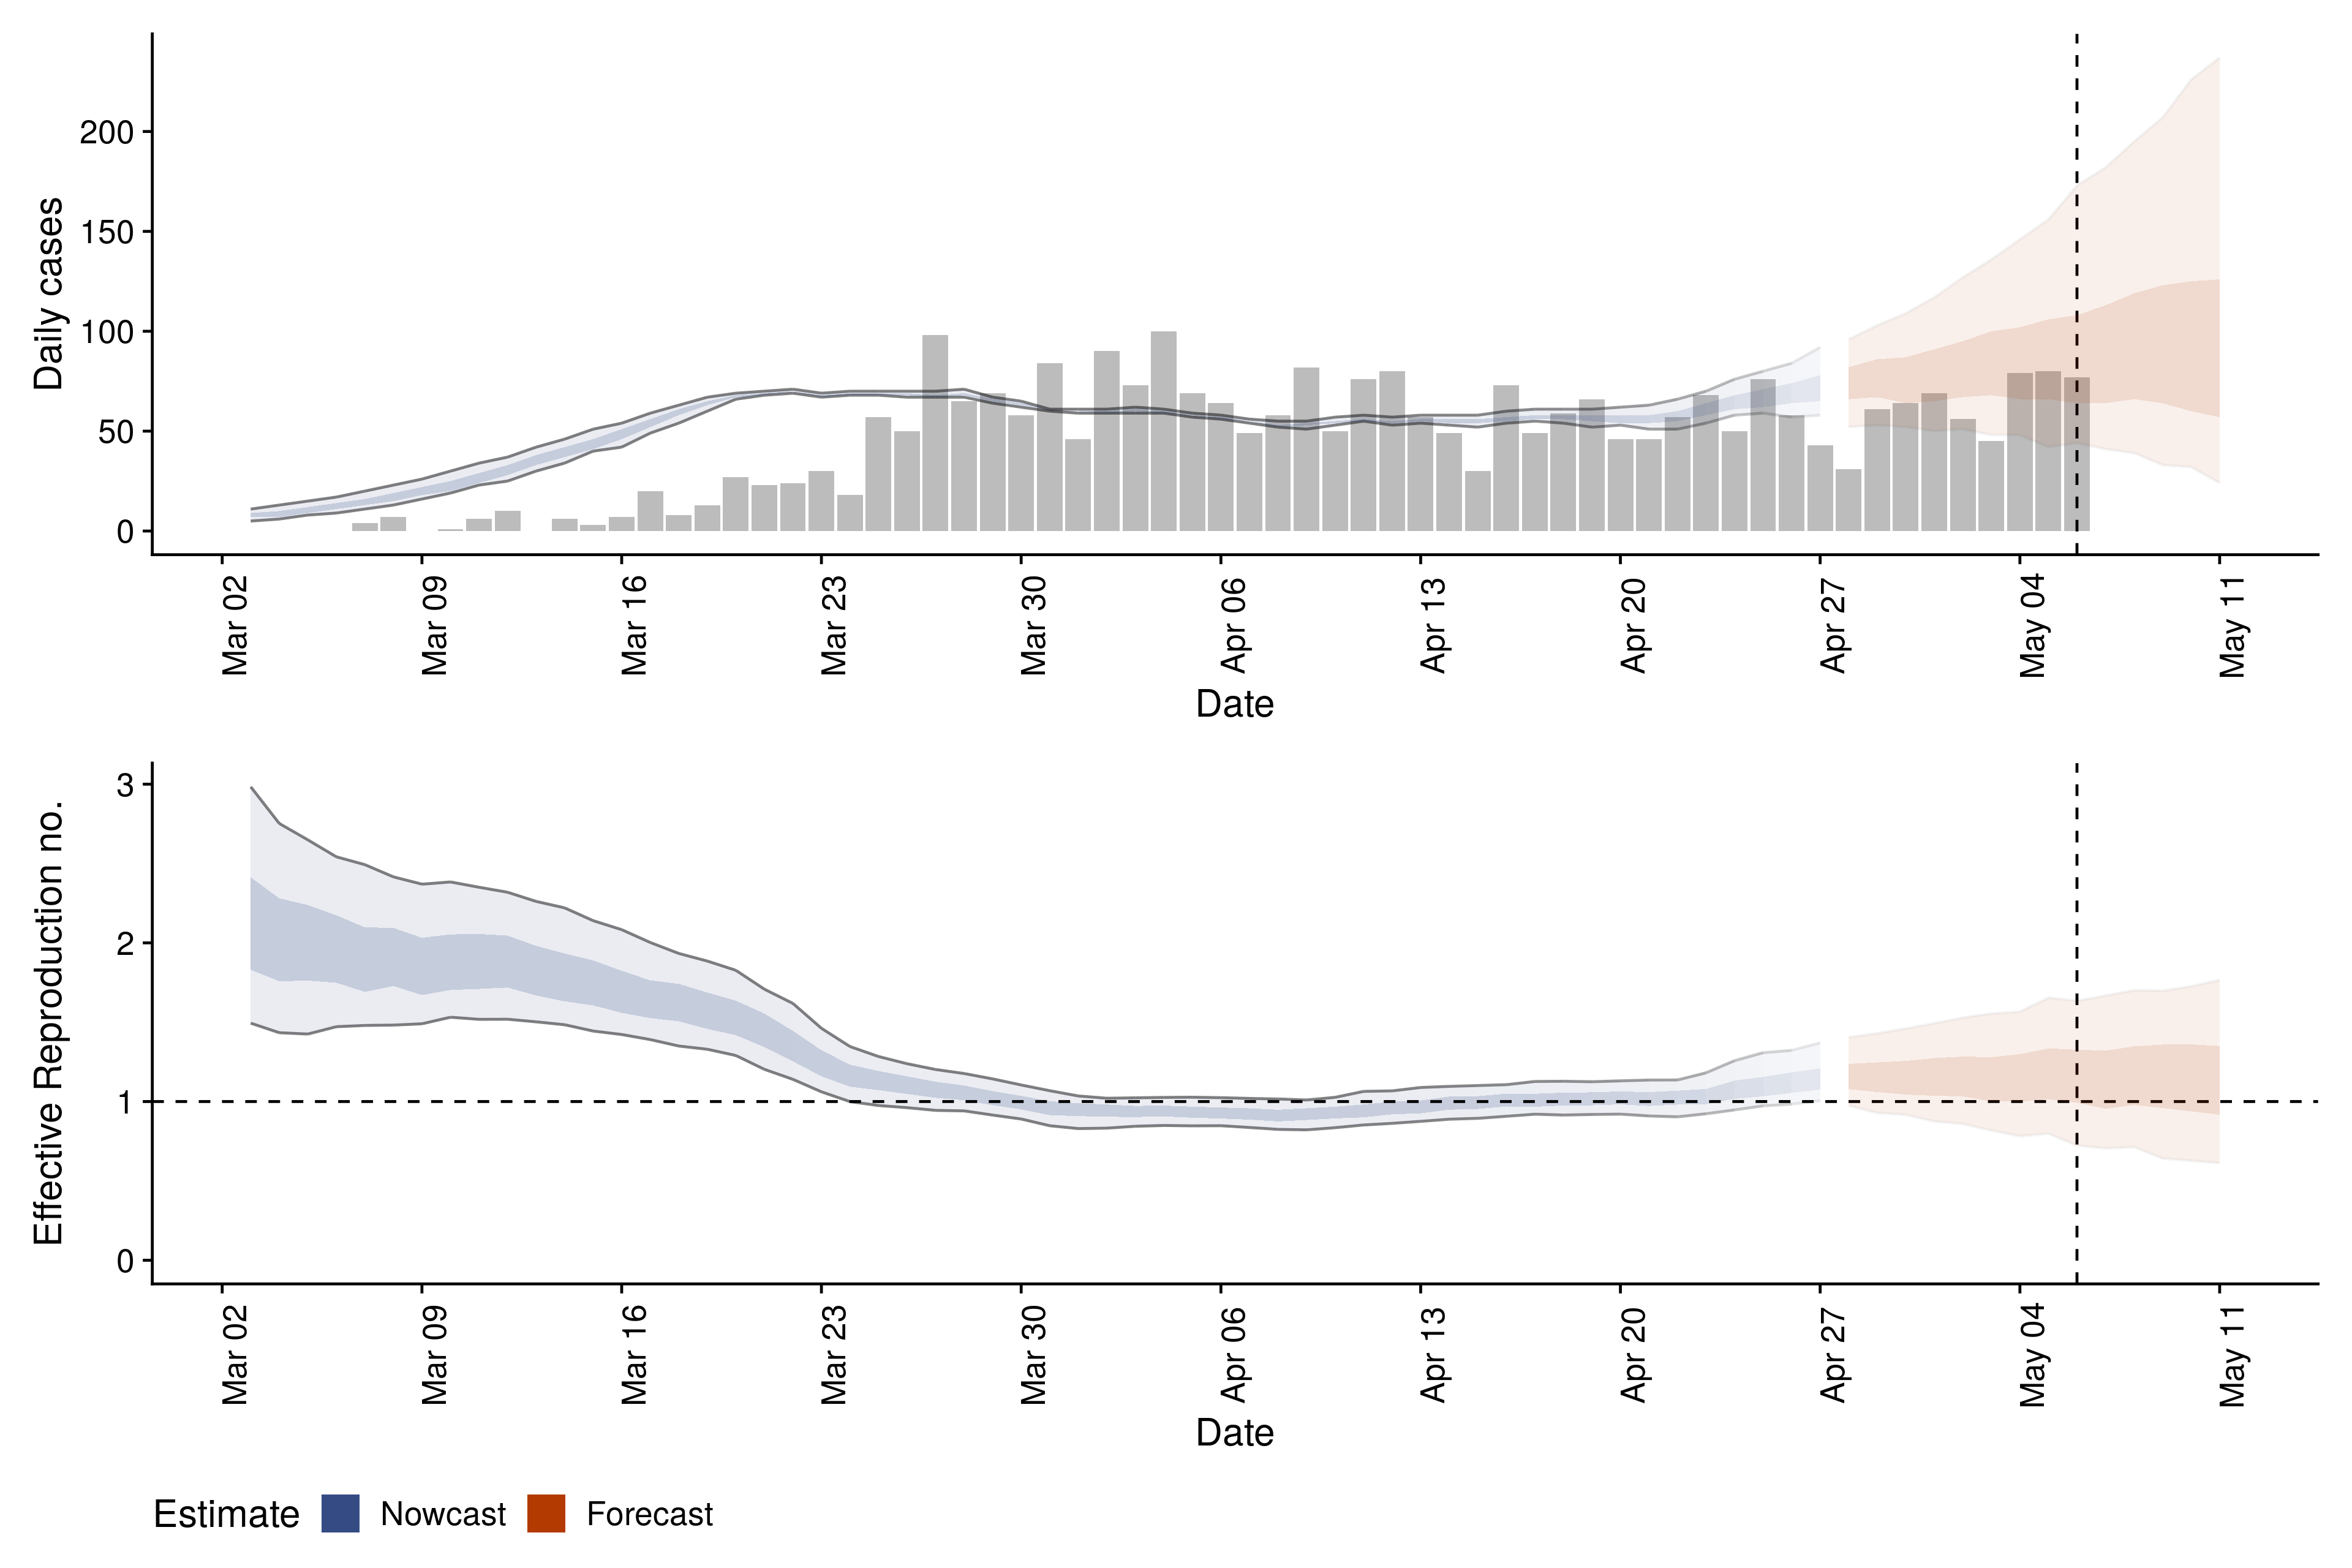 Daily cases
200
150
100
50
0
Mar 02
Mar 09
Mar 16
Mar 23
Mar 30
Apr 06
Apr 13
Apr 20
Apr 27
May 04
May 11
Date
Effective Reproduction no.
3
2
1
0
Mar 02
Mar 09
Mar 16
Mar 23
Mar 30
Apr 06
Apr 13
Apr 20
Apr 27
May 04
May 11
Date
Estimate Nowcast Forecast